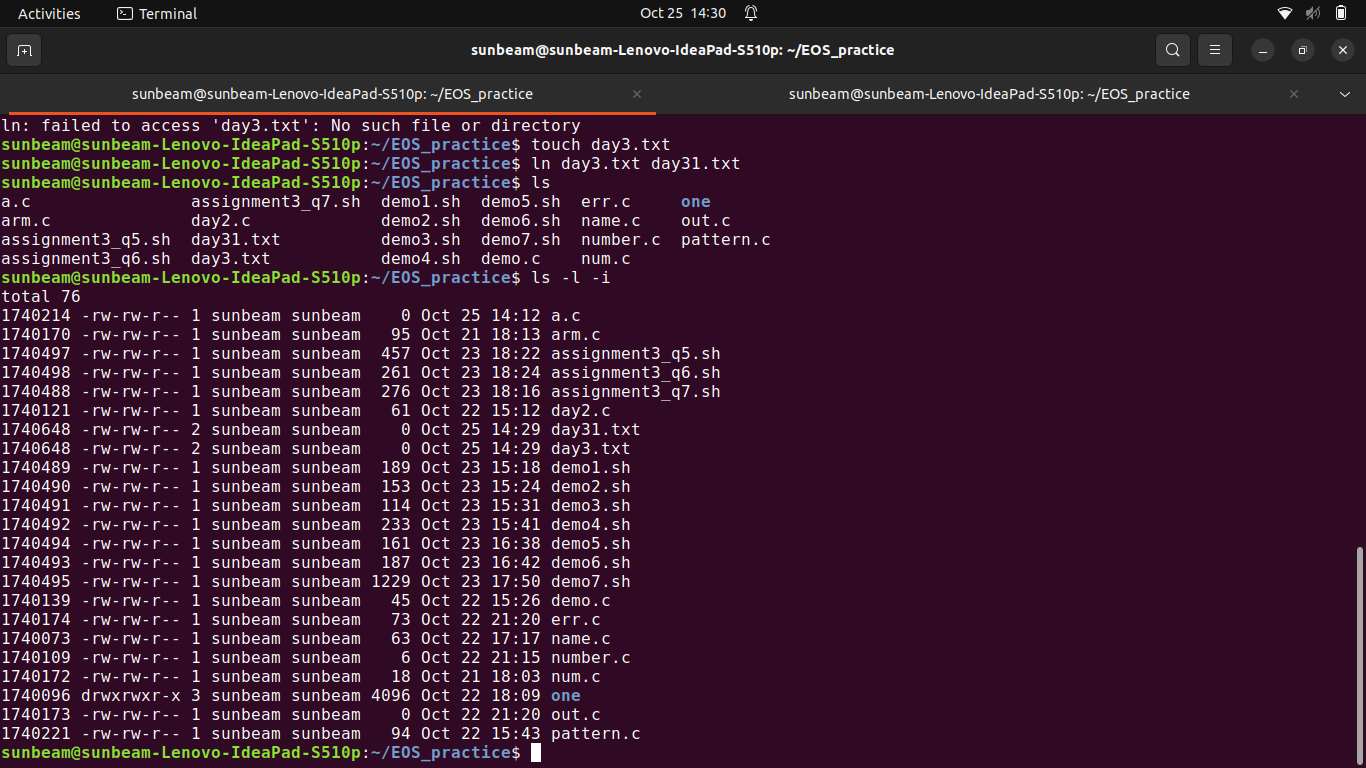 Activities Terminal Oct 25 14:30
sunbeam@sunbeam-Lenovo-IdeaPad-S510p: ~/EOS_practice
sunbeam@sunbeam-Lenovo-IdeaPad-S510p: ~/EOS_practice sunbeam@sunbeam-Lenovo-IdeaPad-S510p: ~/EOS_practice
ln: failed to access 'day3.txt': No such file or directory
sunbeam@sunbeam-Lenovo-IdeaPad-S510p:~/EOS_practice$ touch day3.txt
sunbeam@sunbeam-Lenovo-IdeaPad-S510p:~/EOS_practice$ ln day3.txt day31.txt
sunbeam@sunbeam-Lenovo-IdeaPad-S510p:~/EOS_practice$ ls
a.c                assignment3_q7.sh  demo1.sh  demo5.sh  err.c     one
arm.c              day2.c             demo2.sh  demo6.sh  name.c    out.c
assignment3_q5.sh  day31.txt          demo3.sh  demo7.sh  number.c  pattern.c
assignment3_q6.sh  day3.txt           demo4.sh  demo.c    num.c
sunbeam@sunbeam-Lenovo-IdeaPad-S510p:~/EOS_practice$ ls -l -i
total 76
1740214 -rw-rw-r-- 1 sunbeam sunbeam    0 Oct 25 14:12 a.c
1740170 -rw-rw-r-- 1 sunbeam sunbeam   95 Oct 21 18:13 arm.c
1740497 -rw-rw-r-- 1 sunbeam sunbeam  457 Oct 23 18:22 assignment3_q5.sh
1740498 -rw-rw-r-- 1 sunbeam sunbeam  261 Oct 23 18:24 assignment3_q6.sh
1740488 -rw-rw-r-- 1 sunbeam sunbeam  276 Oct 23 18:16 assignment3_q7.sh
1740121 -rw-rw-r-- 1 sunbeam sunbeam   61 Oct 22 15:12 day2.c
1740648 -rw-rw-r-- 2 sunbeam sunbeam    0 Oct 25 14:29 day31.txt
1740648 -rw-rw-r-- 2 sunbeam sunbeam    0 Oct 25 14:29 day3.txt
1740489 -rw-rw-r-- 1 sunbeam sunbeam  189 Oct 23 15:18 demo1.sh
1740490 -rw-rw-r-- 1 sunbeam sunbeam  153 Oct 23 15:24 demo2.sh
1740491 -rw-rw-r-- 1 sunbeam sunbeam  114 Oct 23 15:31 demo3.sh
1740492 -rw-rw-r-- 1 sunbeam sunbeam  233 Oct 23 15:41 demo4.sh
1740494 -rw-rw-r-- 1 sunbeam sunbeam  161 Oct 23 16:38 demo5.sh
1740493 -rw-rw-r-- 1 sunbeam sunbeam  187 Oct 23 16:42 demo6.sh
1740495 -rw-rw-r-- 1 sunbeam sunbeam 1229 Oct 23 17:50 demo7.sh
1740139 -rw-rw-r-- 1 sunbeam sunbeam   45 Oct 22 15:26 demo.c
1740174 -rw-rw-r-- 1 sunbeam sunbeam   73 Oct 22 21:20 err.c
1740073 -rw-rw-r-- 1 sunbeam sunbeam   63 Oct 22 17:17 name.c
1740109 -rw-rw-r-- 1 sunbeam sunbeam    6 Oct 22 21:15 number.c
1740172 -rw-rw-r-- 1 sunbeam sunbeam   18 Oct 21 18:03 num.c
1740096 drwxrwxr-x 3 sunbeam sunbeam 4096 Oct 22 18:09 one
1740173 -rw-rw-r-- 1 sunbeam sunbeam    0 Oct 22 21:20 out.c
1740221 -rw-rw-r-- 1 sunbeam sunbeam   94 Oct 22 15:43 pattern.c
sunbeam@sunbeam-Lenovo-IdeaPad-S510p:~/EOS_practice$